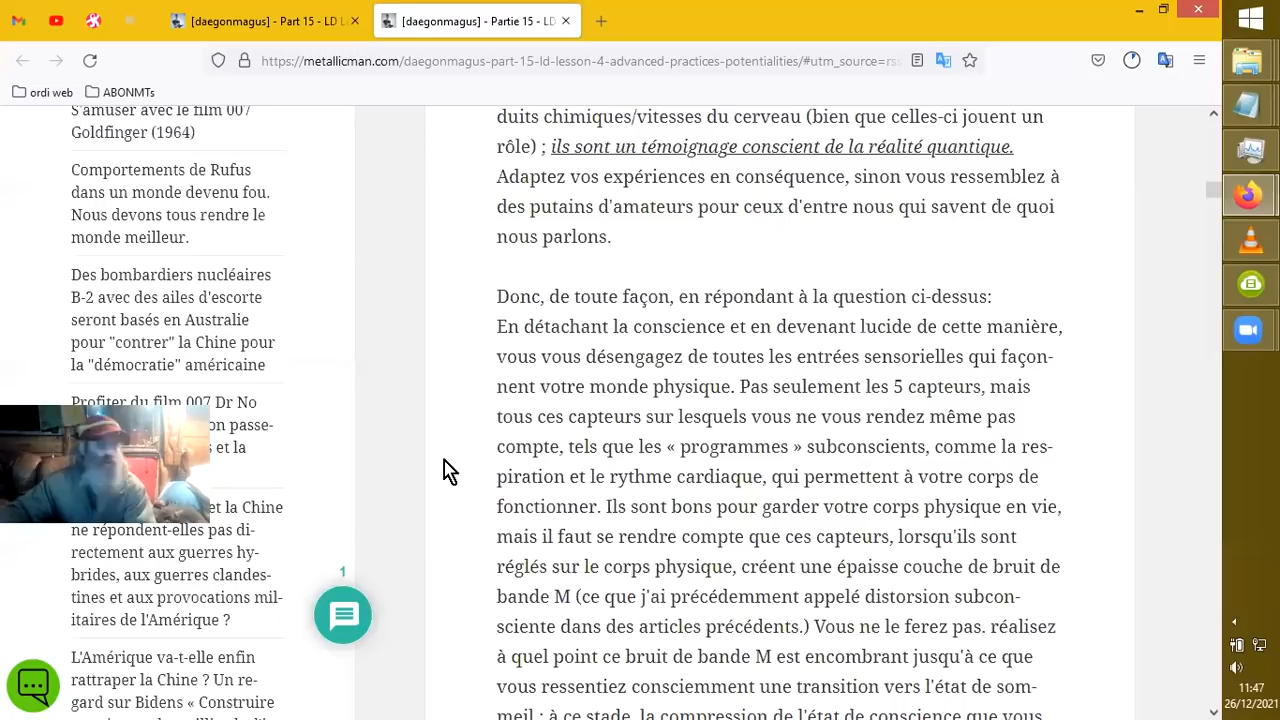 [daegonmagus] - Part 15 - LD L
[daegonmagus] - Partie 15 - LD
https://metallicman.com/daegonmagus-part-15-ld-lesson-4-advanced-practices-potentialities/#utm_source=rss
ordi web
ABONMTs
S'amuser avec le film 007
Goldfinger (1964)
Comportements de Rufus
dans un monde devenu fou.
Nous devons tous rendre le
monde meilleur.
Des bombardiers nucléaires
B-2 avec des ailes d'escorte
seront basés en Australie
pour "contrer" la Chine pour
la "démocratie" américaine
Profiter du film 007 Dr No
on passe-
et la
et la Chine
ne répondent-elles pas di-
rectement aux guerres hy-
brides, aux guerres clandes-
tines et aux provocations mil-
itaires de l'Amérique ?
L'Amérique va-t-elle enfin
rattraper la Chine ? Un re-
gard sur Bidens « Construire
duits chimiques/vitesses du cerveau (bien que celles-ci jouent un
rôle) ; ils sont un témoignage conscient de la réalité quantique.
Adaptez vos expériences en conséquence, sinon vous ressemblez à
des putains d'amateurs pour ceux d'entre nous qui savent de quoi
nous parlons.
Donc, de toute façon, en répondant à la question ci-dessus:
En détachant la conscience et en devenant lucide de cette manière,
vous vous désengagez de toutes les entrées sensorielles qui façon-
nent votre monde physique. Pas seulement les 5 capteurs, mais
tous ces capteurs sur lesquels vous ne vous rendez même pas
compte, tels que les « programmes » subconscients, comme la res-
piration et le rythme cardiaque, qui permettent à votre corps de
fonctionner. Ils sont bons pour garder votre corps physique en vie,
mais il faut se rendre compte que ces capteurs, lorsqu'ils sont
réglés sur le corps physique, créent une épaisse couche de bruit de
bande M (ce que j'ai précédemment appelé distorsion subcon-
sciente dans des articles précédents.) Vous ne le ferez pas. réalisez
à quel point ce bruit de bande M est encombrant jusqu'à ce que
vous ressentiez consciemment une transition vers l'état de som-
meil ; à ce stade, la compression de l'état de conscience que vous
1
11:47
26/12/2021